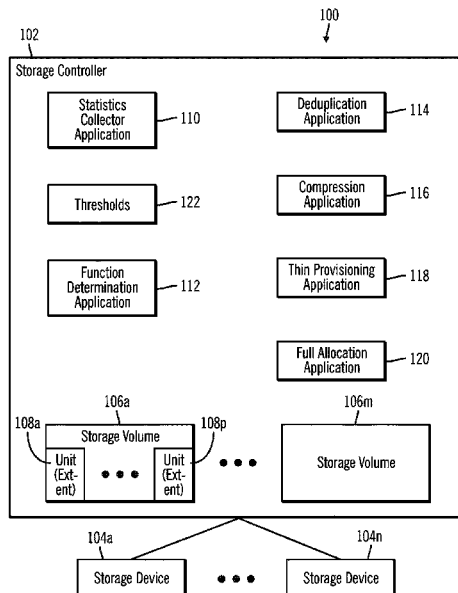 100
102
Storage Controller
Statistics
Collector
Application
110
Deduplication
Application
114
Thresholds
122
Compression
Application
116
Function
Determination
Application
112
Thin Provisioning
Application
118
Full Allocation
Application
120
106a
106m
108a
108p
Storage Volume
Unit
(Ext-
ent)
•••
Unit
(Ext-
ent)
•••
Storage Volume
104a
104n
Storage Device
•••
Storage Device